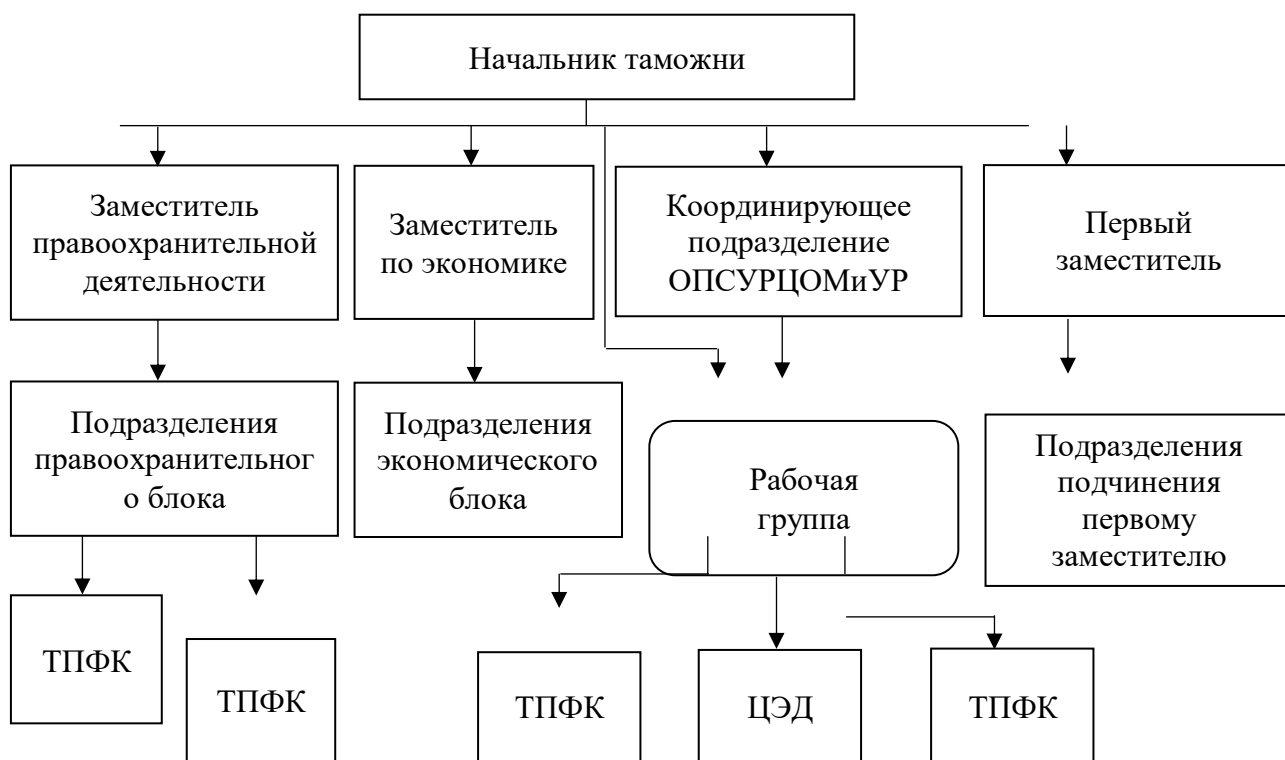 Начальник таможни
Заместитель
правоохранительной
деятельности
Заместитель
по экономике
Координирующее
подразделение
ОПСУРЦОМиУР
Первый
заместитель
Подразделения
правоохранительног
о блока
Подразделения
экономического
блока
Рабочая
группа
Подразделения
подчинения
первому
заместителю
ТПФК
ТПФК
ТПФК
ЦЭД
ТПФК